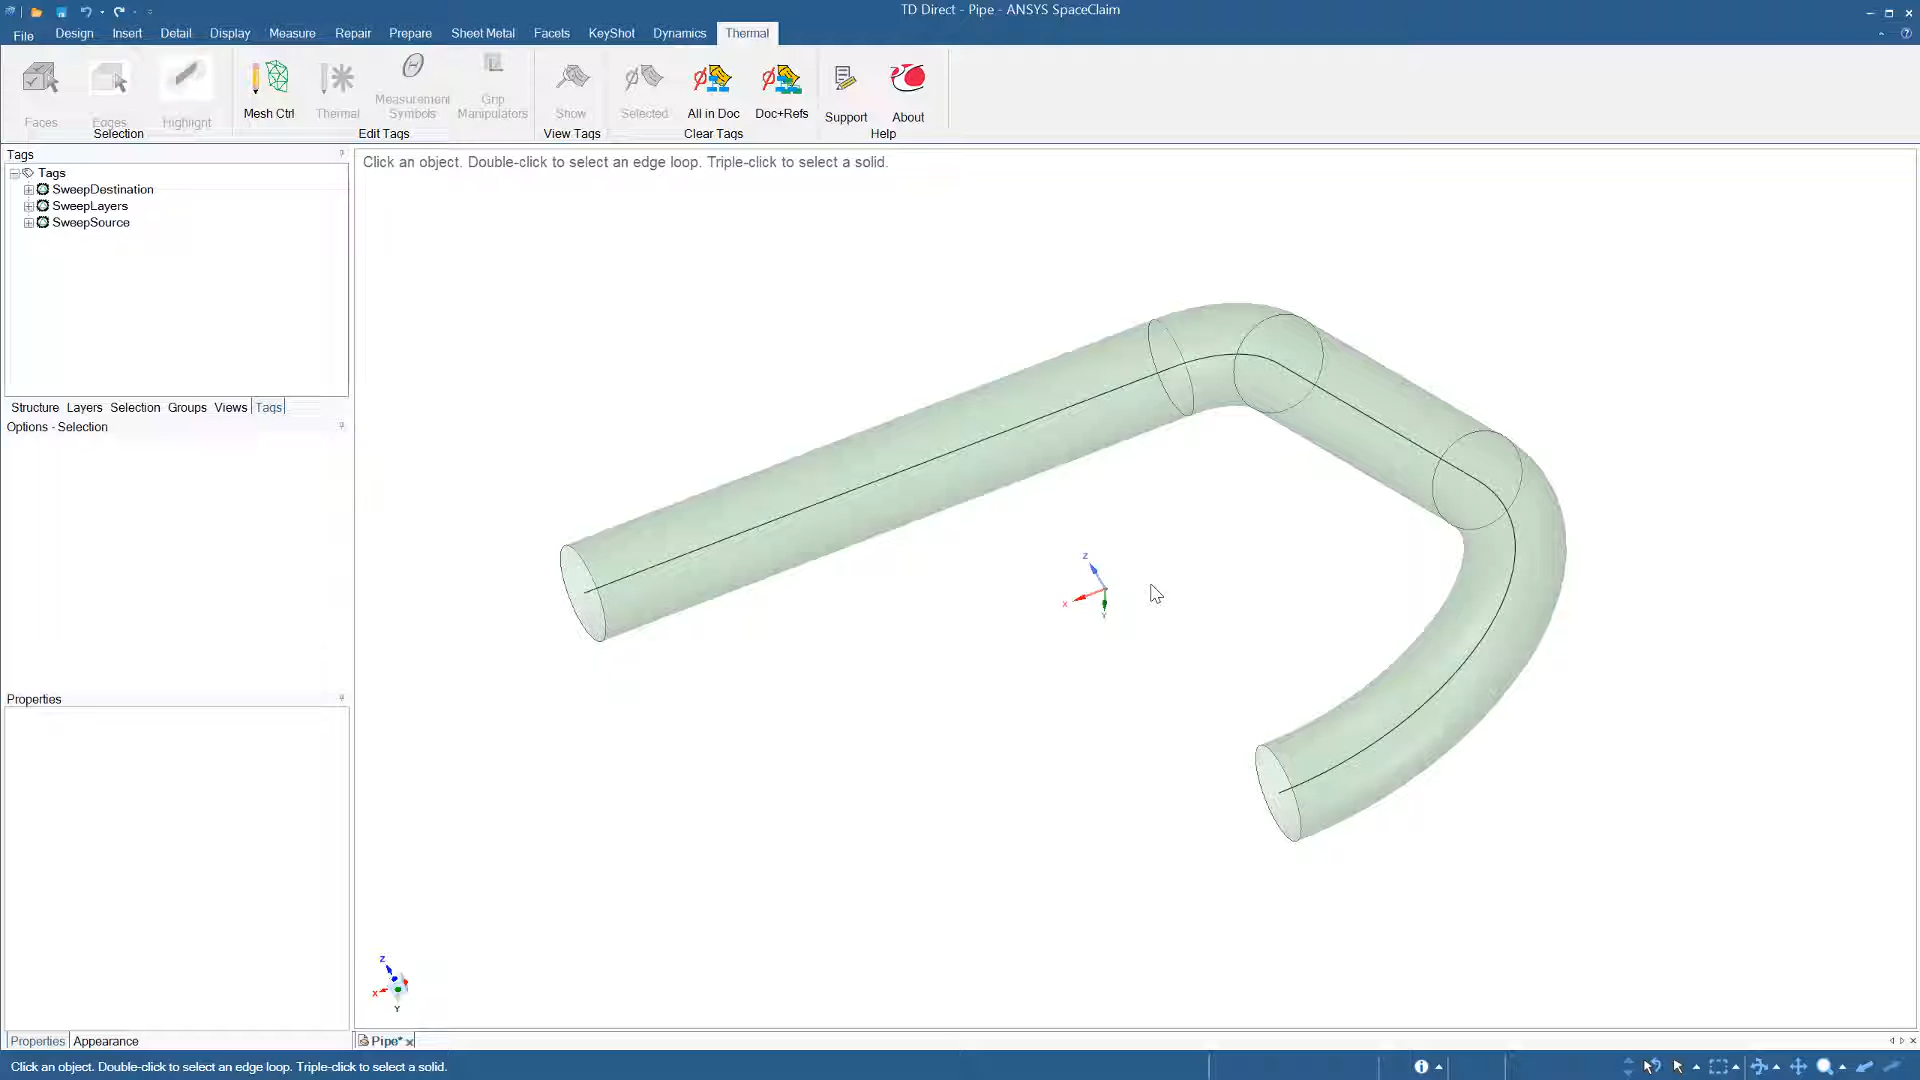 TD Direct - Pipe - ANSYS SpaceClaim
File Design Insert Detail Display Measure Repair Prepare Sheet Metal Facets KeyShot Dynamics Thermal
Faces Edges Highlight Mesh Ctrl Thermal Measurement Symbols Grip Manipulators Show Selected All in Doc Doc+Refs Support About
Selection Edit Tags View Tags Clear Tags Help
Tags
Click an object. Double-click to select an edge loop. Triple-click to select a solid.
Tags
SweepDestination
SweepLayers
SweepSource
Structure Layers Selection Groups Views Tags
Options - Selection
Z
X
Y
Properties
Z
X
Y
Properties Appearance Pipe*
Click an object. Double-click to select an edge loop. Triple-click to select a solid.